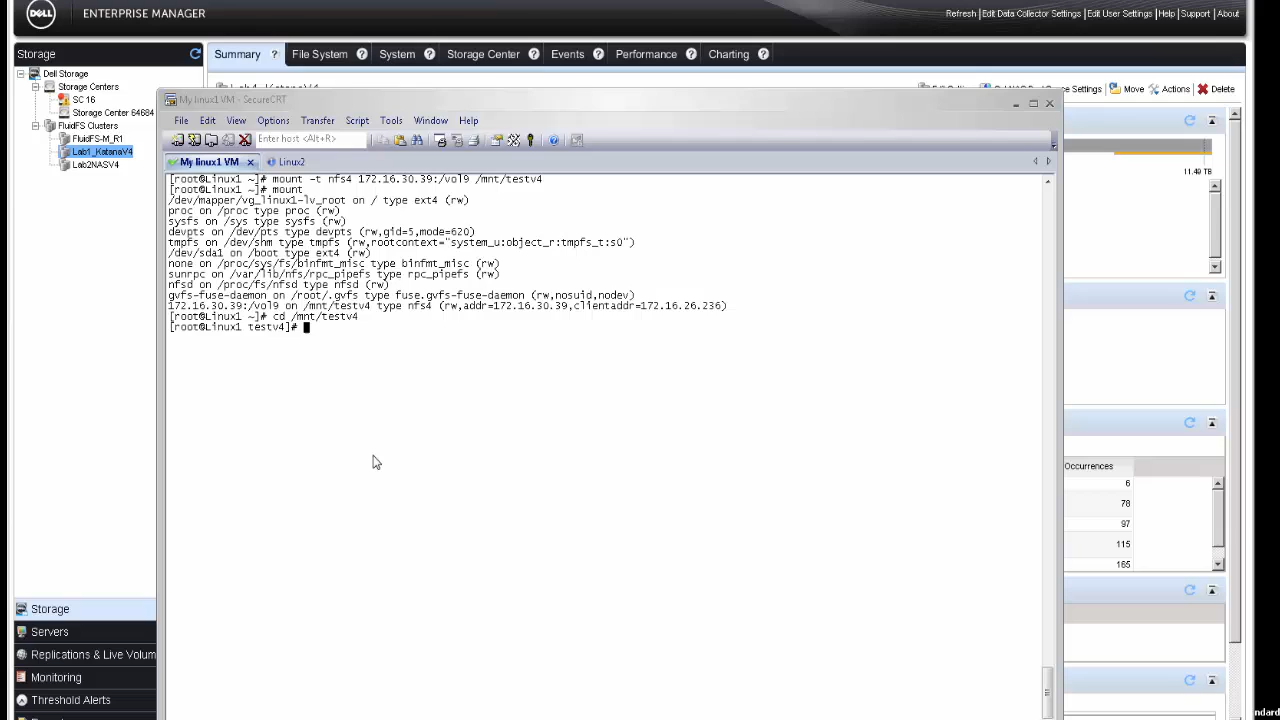 DELL ENTERPRISE MANAGER
Refresh | Edit Data Collector Settings | Edit User Settings | Help | Support | About
Storage
Summary ? File System ? System ? Storage Center ? Events ? Performance ? Charting ?
Dell Storage
Storage Centers
SC 16
Storage Center 64684
FluidFS Clusters
FluidFS-M_R1
Lab1_KatanaV4
Lab2NASV4
Settings Move Actions Delete
My linux1 VM - SecureCRT
File Edit View Options Transfer Script Tools Window Help
Enter host <Alt+R>
My linux1 VM Linux2
[root@Linux1 ~]# mount -t nfs4 172.16.30.39:/vol9 /mnt/testv4
[root@Linux1 ~]# mount
/dev/mapper/vg_linux1-lv_root on / type ext4 (rw)
proc on /proc type proc (rw)
sysfs on /sys type sysfs (rw)
devpts on /dev/pts type devpts (rw,gid=5,mode=620)
tmpfs on /dev/shm type tmpfs (rw,rootcontext="system_u:object_r:tmpfs_t:s0")
/dev/sda1 on /boot type ext4 (rw)
none on /proc/sys/fs/binfmt_misc type binfmt_misc (rw)
sunrpc on /var/lib/nfs/rpc_pipefs type rpc_pipefs (rw)
nfsd on /proc/fs/nfsd type nfsd (rw)
gvfs-fuse-daemon on /root/.gvfs type fuse.gvfs-fuse-daemon (rw,nosuid,nodev)
172.16.30.39:/vol9 on /mnt/testv4 type nfs4 (rw,addr=172.16.30.39,clientaddr=172.16.26.236)
[root@Linux1 ~]# cd /mnt/testv4
[root@Linux1 testv4]#
11.49 TB
Occurrences
6
78
97
115
165
Storage
Servers
Replications & Live Volum
Monitoring
Threshold Alerts
ndard